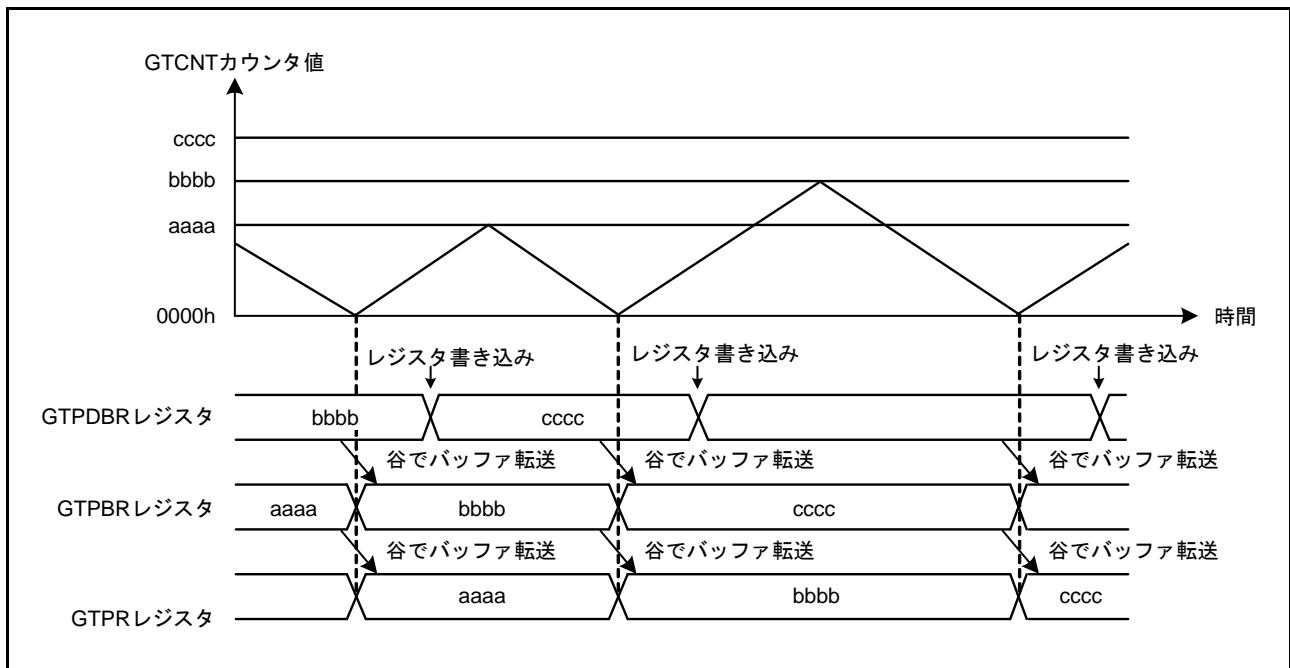 GTCNTカウンタ値
cccc
bbbb
aaaa
0000h
時間
レジスタ書き込み レジスタ書き込み レジスタ書き込み
GTPDBRレジスタ bbbb cccc
谷でバッファ転送 谷でバッファ転送 谷でバッファ転送
GTPBRレジスタ aaaa bbbb cccc
谷でバッファ転送 谷でバッファ転送 谷でバッファ転送
GTPRレジスタ aaaa bbbb cccc